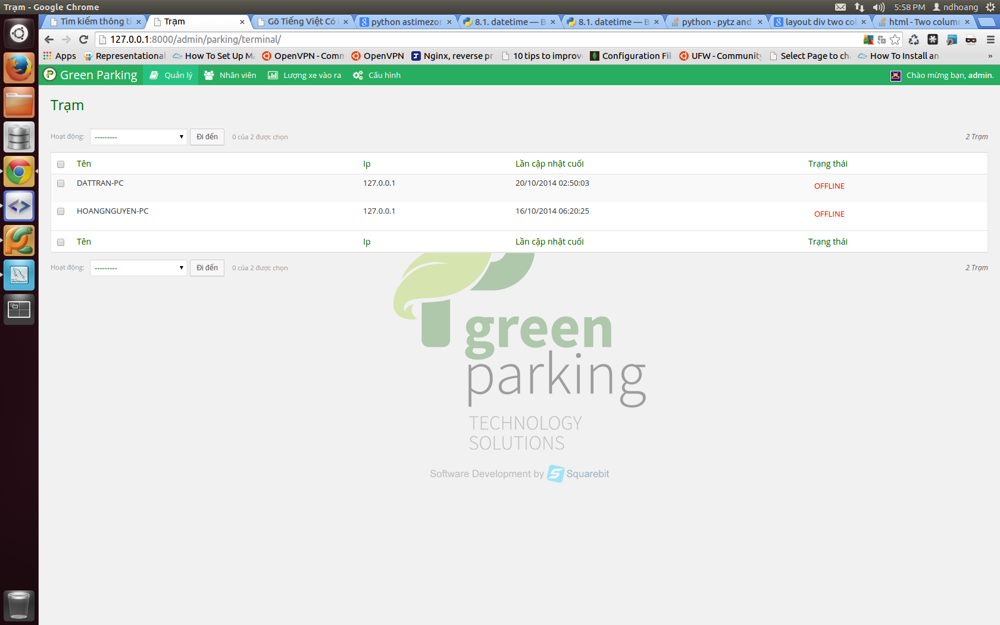 Trạm - Google Chrome
5:58 PM ndhoang
Tìm kiếm thông ti
Trạm
Gõ Tiếng Việt Có
python astimezor
8.1. datetime — B
8.1. datetime — B
python - pytz and
layout div two col
html - Two column
127.0.0.1:8000/admin/parking/terminal/
Apps
Representational
How To Set Up Ma
OpenVPN - Comm
OpenVPN
Nginx, reverse pr
10 tips to improv
Configuration Fil
UFW - Community
Select Page to ch
How To Install an
»
Green Parking
Quản lý
Nhân viên
Lượng xe vào ra
Cấu hình
Chào mừng bạn, admin.
Trạm
Hoạt động: --------- Đi đến 0 của 2 được chọn 2 Trạm
Tên Ip Lần cập nhật cuối Trạng thái
DATTRAN-PC 127.0.0.1 20/10/2014 02:50:03 OFFLINE
HOANGNGUYEN-PC 127.0.0.1 16/10/2014 06:20:25 OFFLINE
Tên Ip Lần cập nhật cuối Trạng thái
Hoạt động: --------- Đi đến 0 của 2 được chọn 2 Trạm
green
parking
TECHNOLOGY
SOLUTIONS
Software Development by Squarebit